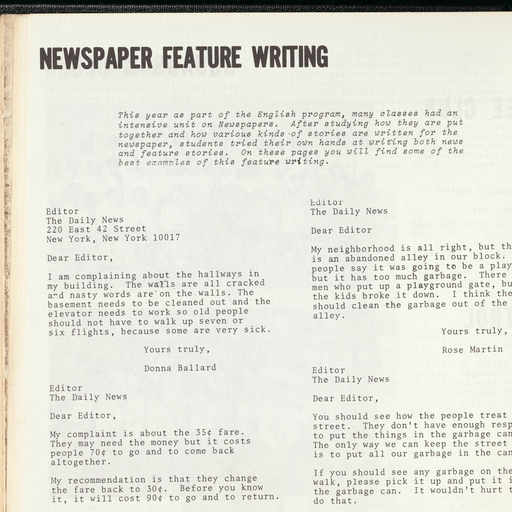 NEWSPAPER FEATURE WRITING
This year as part of the English program, many classes had an
intensive unit on Newspapers. After studying how they are put
together and how various kinds of stories are written for the
newspaper, students tried their own hands at writing both news
and feature stories. On these pages you will find some of the
best examples of this feature writing.
Editor
The Daily News
220 East 42 Street
New York, New York 10017
Dear Editor,
I am complaining about the hallways in
my building. The walls are all cracked
and nasty words are on the walls. The
basement needs to be cleaned out and the
elevator needs to work so old people
should not have to walk up seven or
six flights, because some are very sick.
Yours truly,
Donna Ballard
Editor
The Daily News
Dear Editor,
My complaint is about the 35¢ fare.
They may need the money but it costs
people 70¢ to go and to come back
altogether.
My recommendation is that they change
the fare back to 30¢. Before you know
it, it will cost 90¢ to go and to return.
Editor
The Daily News
Dear Editor
My neighborhood is all right, but th
is an abandoned alley in our block.
people say it was going to be a play
but it has too much garbage. There
men who put up a playground gate, bu
the kids broke it down. I think the
should clean the garbage out of the
alley.
Yours truly,
Rose Martin
Editor
The Daily News
Dear Editor,
You should see how the people treat
street. They don't have enough resp
to put the things in the garbage can
The only way we can keep the street
is to put all our garbage in the can
If you should see any garbage on the
walk, please pick it up and put it i
the garbage can. It wouldn't hurt t
do that.